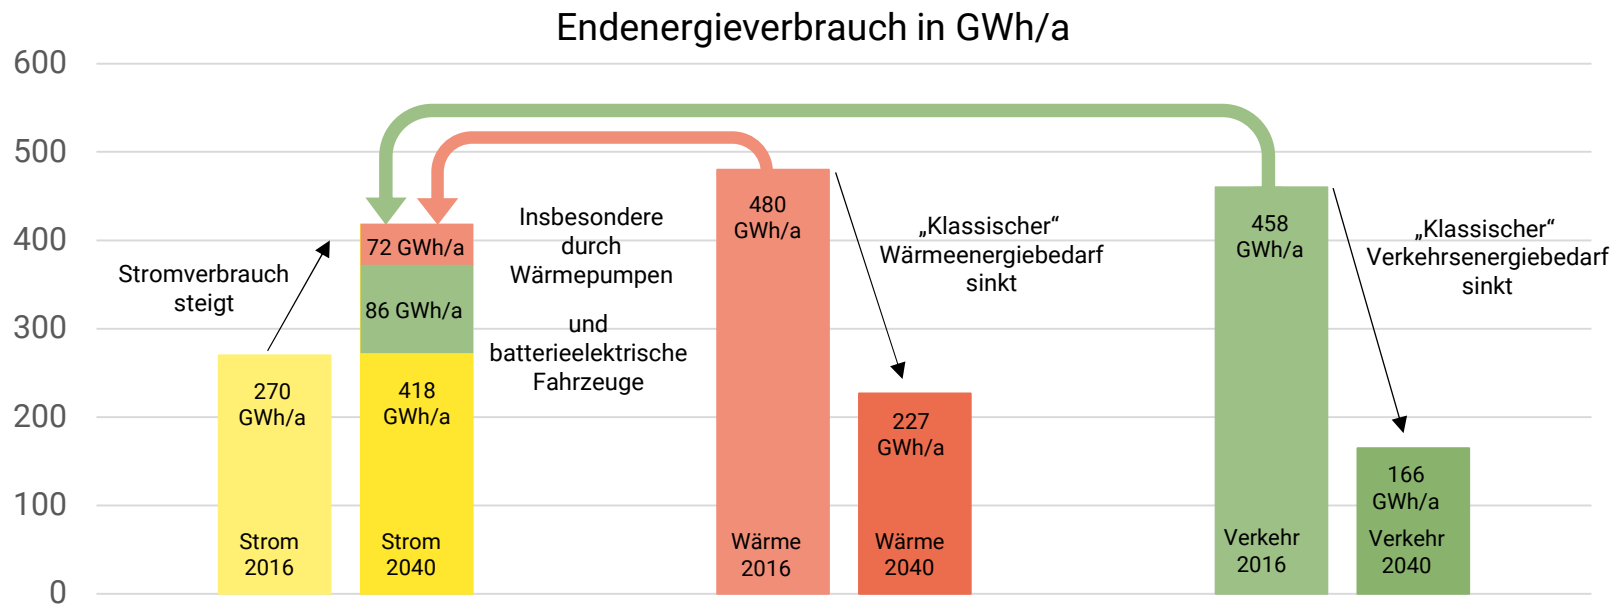 Endenergieverbrauch in GWh/a
600
500
400
300
200
100
0
Stromverbrauch
steigt
270
GWh/a
Strom
2016
72 GWh/a
86 GWh/a
418
GWh/a
Strom
2040
Insbesondere
durch
Wärmepumpen
und
batterieelektrische
Fahrzeuge
480
GWh/a
Wärme
2016
„Klassischer“
Wärmeenergiebedarf
sinkt
227
GWh/a
Wärme
2040
458
GWh/a
Verkehr
2016
„Klassischer“
Verkehrsenergiebedarf
sinkt
166
GWh/a
Verkehr
2040